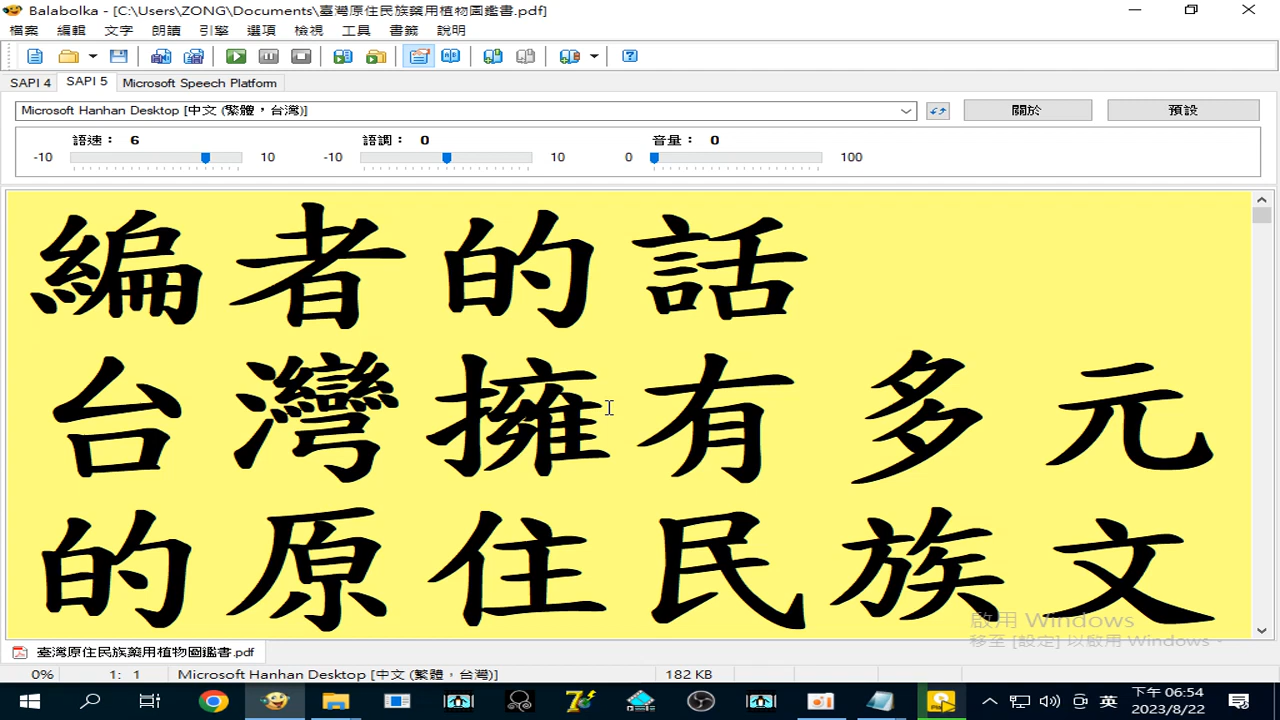 Balabolka - [C:\Users\ZONG\Documents\臺灣原住民族藥用植物圖鑑書.pdf]
檔案 編輯 文字 朗讀 引擎 選項 檢視 工具 書籤 說明
SAPI 4 SAPI 5 Microsoft Speech Platform
Microsoft Hanhan Desktop [中文 (繁體，台灣)] 關於 預設
語速： 6 語調： 0 音量： 0
-10 10 -10 10 0 100
編者的話
台灣擁有多元
的原住民族文
啟用 Windows
移至 [設定] 以啟用 Windows。
臺灣原住民族藥用植物圖鑑書.pdf
0% 1: 1 Microsoft Hanhan Desktop [中文 (繁體，台灣)] 182 KB
英 下午 06:54
2023/8/22